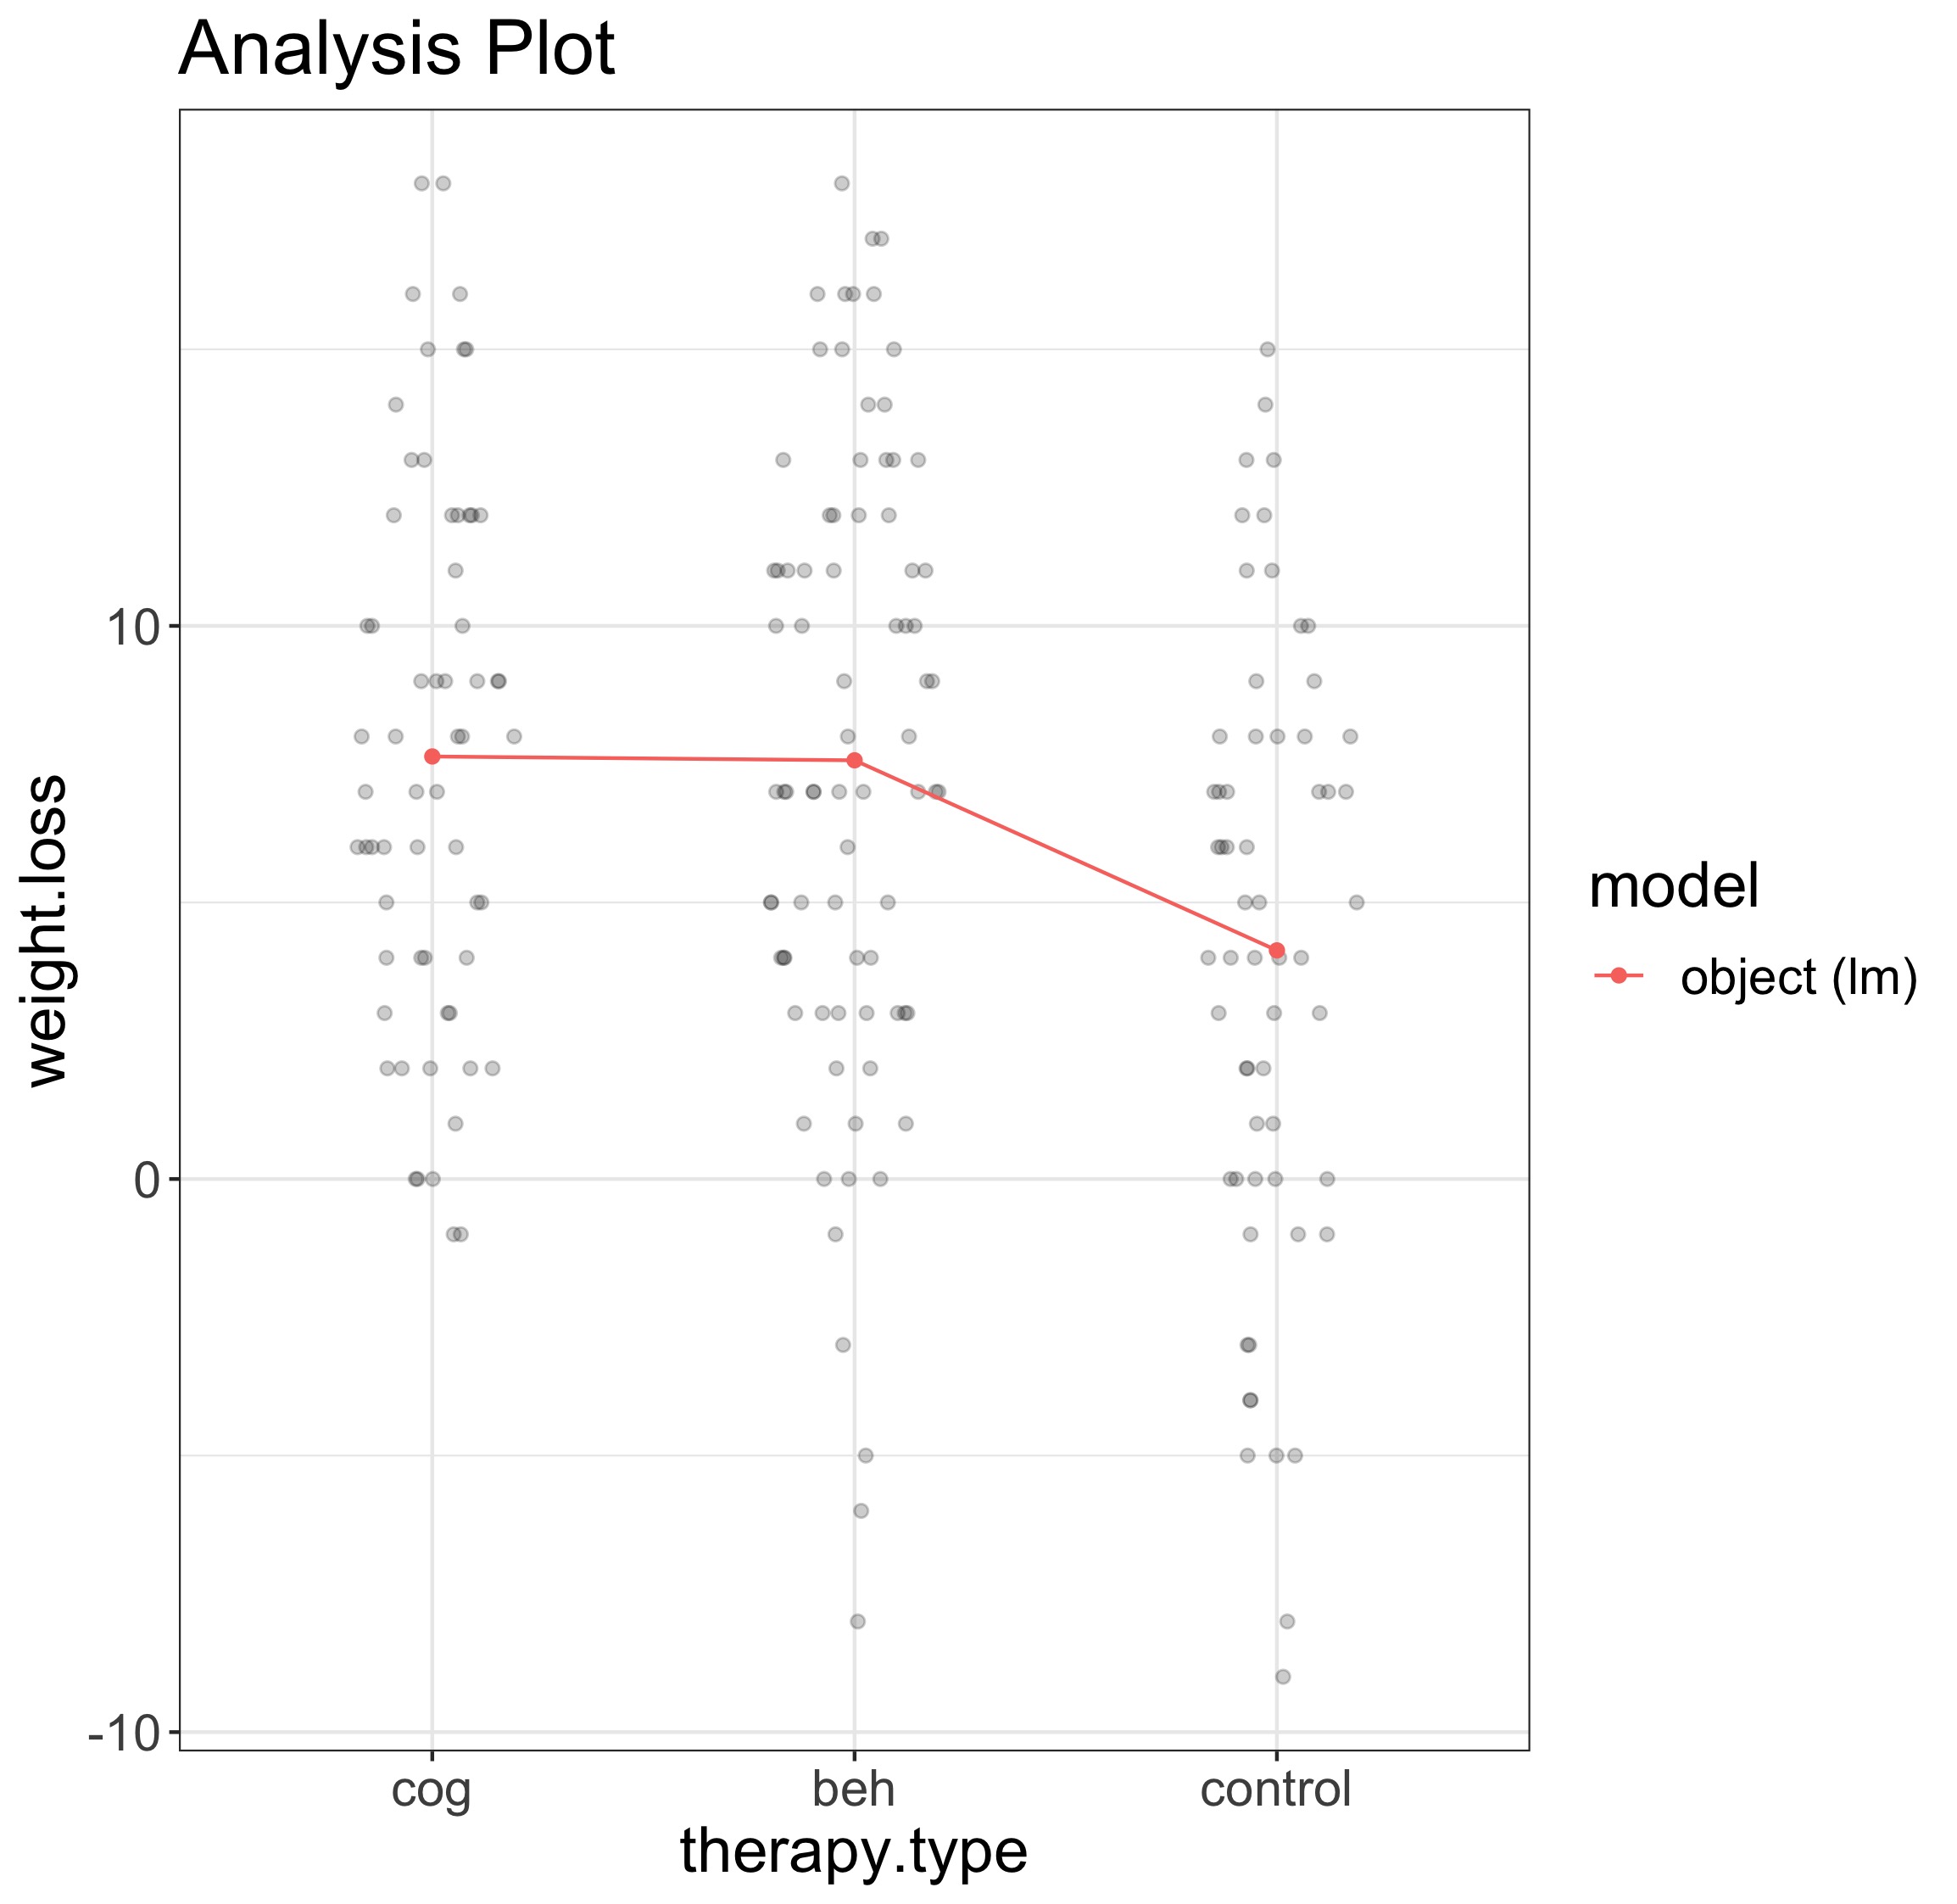 Analysis Plot
weight.loss
10
0
-10
cog beh control
therapy.type
model
object (lm)